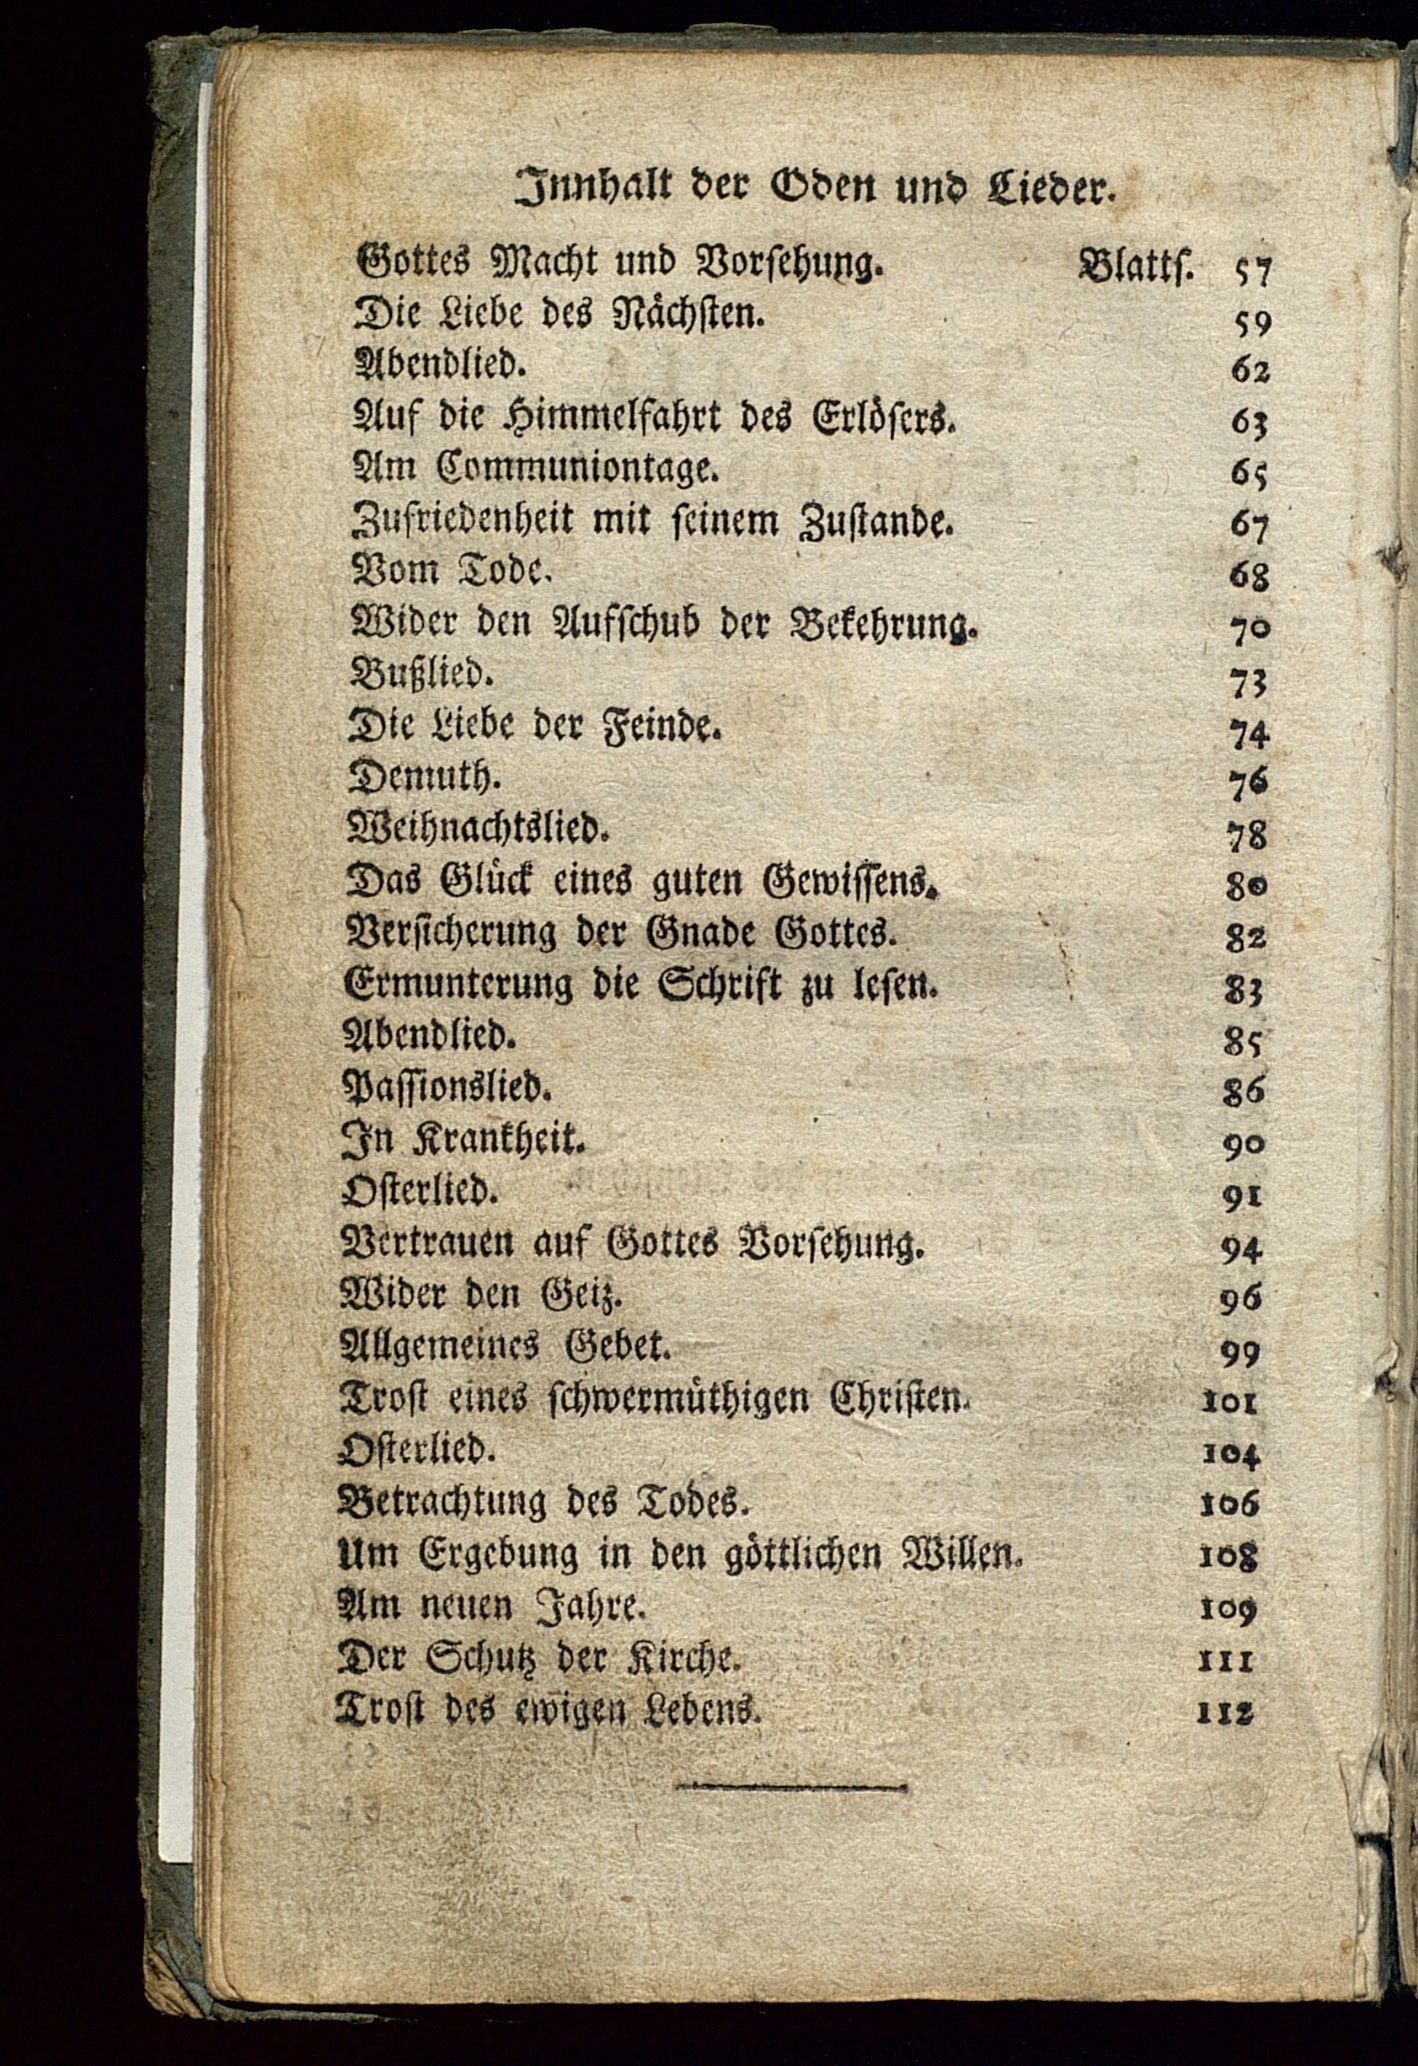 Innhalt der Oden und Lieder.
Gottes Macht und Vorsehung. Blatts. 57
Die Liebe des Nächsten. 59
Abendlied. 62
Auf die Himmelfahrt des Erlösers. 63
Am Communiontage. 65
Zufriedenheit mit seinem Zustande. 67
Vom Tode. 68
Wider den Aufschub der Bekehrung. 70
Bußlied. 73
Die Liebe der Feinde. 74
Demuth. 76
Weihnachtslied. 78
Das Glück eines guten Gewissens. 80
Versicherung der Gnade Gottes. 82
Ermunterung die Schrift zu lesen. 83
Abendlied. 85
Passionslied. 86
In Krankheit. 90
Osterlied. 91
Vertrauen auf Gottes Vorsehung. 94
Wider den Geiz. 96
Allgemeines Gebet. 99
Trost eines schwermüthigen Christen. 101
Osterlied. 104
Betrachtung des Todes. 106
Um Ergebung in den göttlichen Willen. 108
Am neuen Jahre. 109
Der Schutz der Kirche. 111
Trost des ewigen Lebens. 112